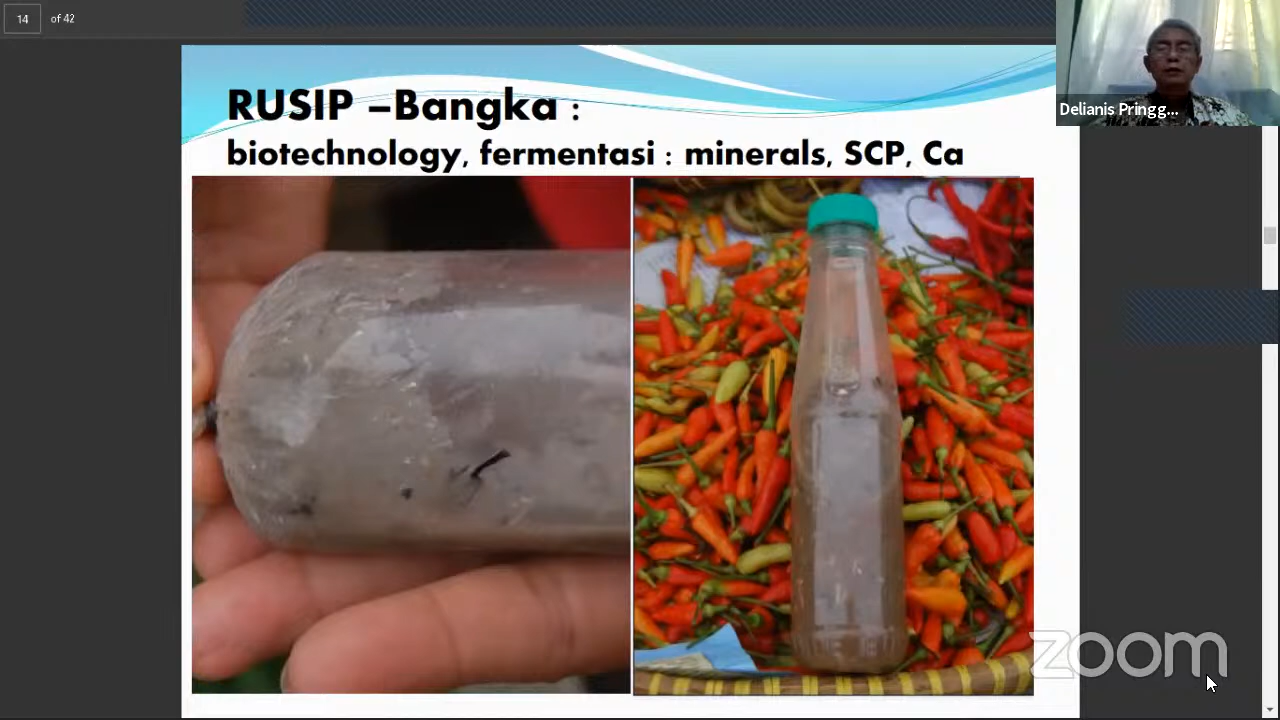 14 of 42
RUSIP –Bangka :
biotechnology, fermentasi : minerals, SCP, Ca
Delianis Pringg...
zoom